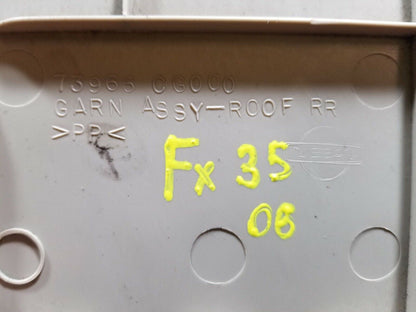 73963 CG000
GARN ASSY-ROOF RR
>PP<
Fx 35
06